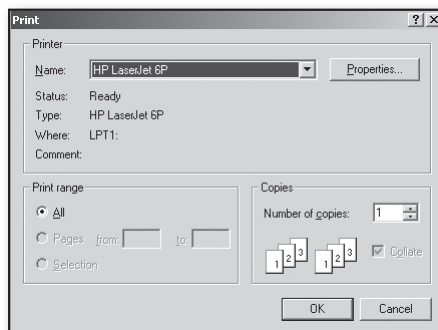 Print
Printer
Name: HP LaserJet 6P Properties...
Status: Ready
Type: HP LaserJet 6P
Where: LPT1:
Comment:
Print range
All
Pages from: to:
Selection
Copies
Number of copies: 1
1 2 3 1 2 3
Collate
OK Cancel